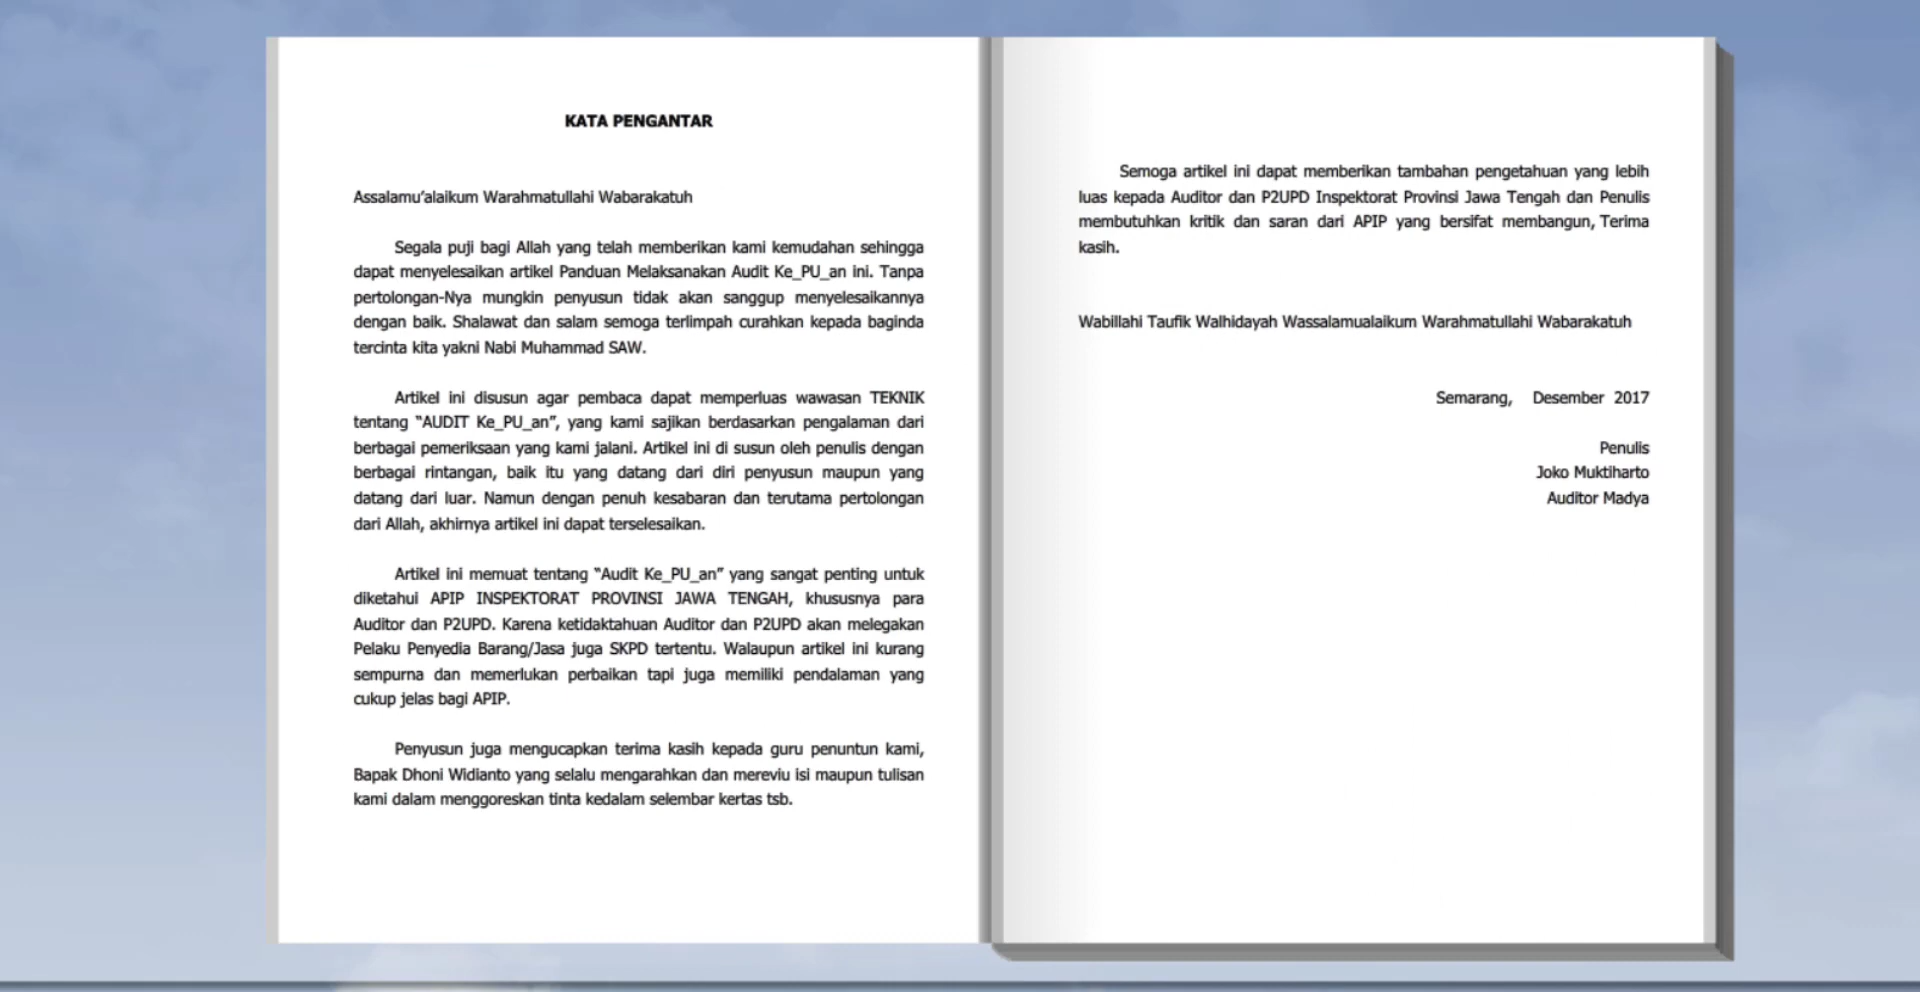 KATA PENGANTAR
Assalamu’alaikum Warahmatullahi Wabarakatuh
Segala puji bagi Allah yang telah memberikan kami kemudahan sehingga
dapat menyelesaikan artikel Panduan Melaksanakan Audit Ke_PU_an ini. Tanpa
pertolongan-Nya mungkin penyusun tidak akan sanggup menyelesaikannya
dengan baik. Shalawat dan salam semoga terlimpah curahkan kepada baginda
tercinta kita yakni Nabi Muhammad SAW.
Artikel ini disusun agar pembaca dapat memperluas wawasan TEKNIK
tentang “AUDIT Ke_PU_an”, yang kami sajikan berdasarkan pengalaman dari
berbagai pemeriksaan yang kami jalani. Artikel ini di susun oleh penulis dengan
berbagai rintangan, baik itu yang datang dari diri penyusun maupun yang
datang dari luar. Namun dengan penuh kesabaran dan terutama pertolongan
dari Allah, akhirnya artikel ini dapat terselesaikan.
Artikel ini memuat tentang “Audit Ke_PU_an” yang sangat penting untuk
diketahui APIP INSPEKTORAT PROVINSI JAWA TENGAH, khususnya para
Auditor dan P2UPD. Karena ketidaktahuan Auditor dan P2UPD akan melegakan
Pelaku Penyedia Barang/Jasa juga SKPD tertentu. Walaupun artikel ini kurang
sempurna dan memerlukan perbaikan tapi juga memiliki pendalaman yang
cukup jelas bagi APIP.
Penyusun juga mengucapkan terima kasih kepada guru penuntun kami,
Bapak Dhoni Widianto yang selalu mengarahkan dan mereviu isi maupun tulisan
kami dalam menggoreskan tinta kedalam selembar kertas tsb.
Semoga artikel ini dapat memberikan tambahan pengetahuan yang lebih
luas kepada Auditor dan P2UPD Inspektorat Provinsi Jawa Tengah dan Penulis
membutuhkan kritik dan saran dari APIP yang bersifat membangun, Terima
kasih.
Wabillahi Taufik Walhidayah Wassalamualaikum Warahmatullahi Wabarakatuh
Semarang, Desember 2017
Penulis
Joko Muktiharto
Auditor Madya